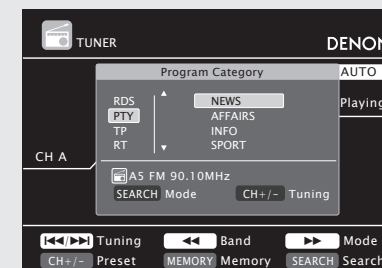 TUNER
DENON
Program Category
AUTO
RDS
PTY
TP
RT
NEWS
AFFAIRS
INFO
SPORT
Playing
CH A
A5 FM 90.10MHz
SEARCH Mode CH+/- Tuning
Tuning Band Mode
CH+/- Preset MEMORY Memory SEARCH Search